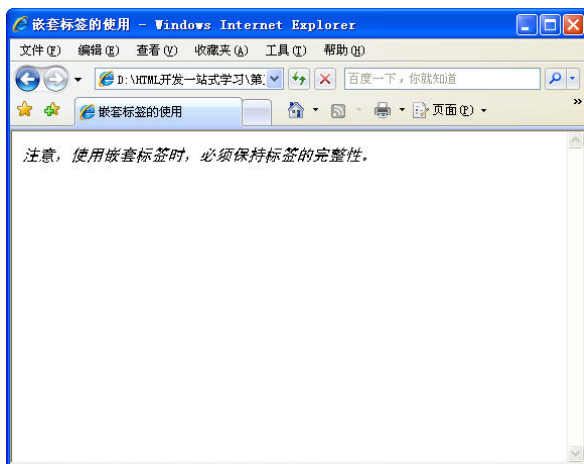 嵌套标签的使用 - Windows Internet Explorer
文件(F) 编辑(E) 查看(V) 收藏夹(A) 工具(T) 帮助(H)
D:\HTML开发一站式学习\第 百度一下，你就知道
嵌套标签的使用 页面(P) »
注意，使用嵌套标签时，必须保持标签的完整性。